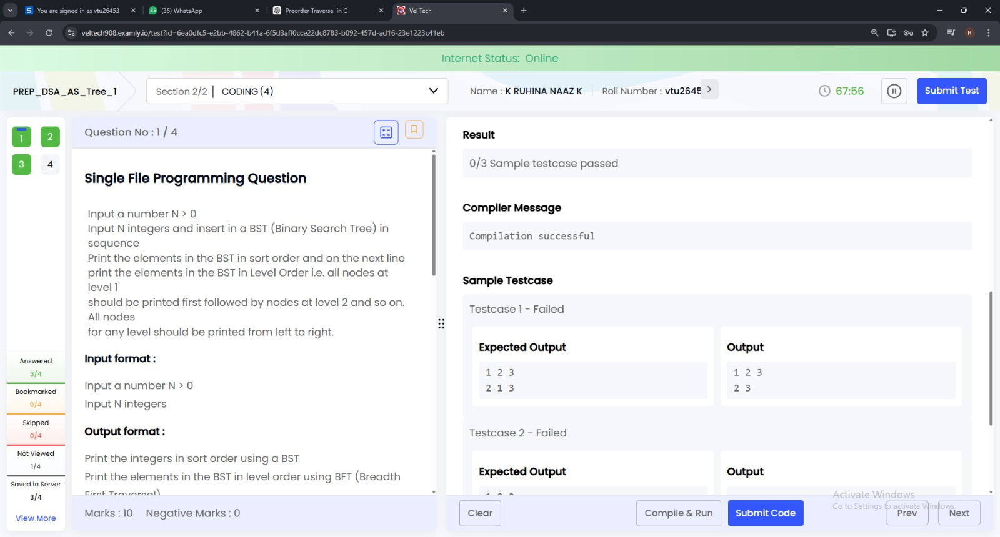 You are signed in as vtu26453
(35) WhatsApp
Preorder Traversal in C
Vel Tech
veltech908.examly.io/test?id=6ea0dfc5-e2bb-4862-b41a-6f5d3aff0cce22dc8783-b092-457d-ad16-23e1223c41eb
R
Internet Status: Online
PREP_DSA_AS_Tree_1
Section 2/2 | CODING (4)
Name : K RUHINA NAAZ K
Roll Number : vtu2645
67:56
Submit Test
1
2
3
4
Answered
3/4
Bookmarked
0/4
Skipped
0/4
Not Viewed
1/4
Saved in Server
3/4
View More
Question No : 1 / 4
Single File Programming Question
Input a number N > 0
Input N integers and insert in a BST (Binary Search Tree) in
sequence
Print the elements in the BST in sort order and on the next line
print the elements in the BST in Level Order i.e. all nodes at
level 1
should be printed first followed by nodes at level 2 and so on.
All nodes
for any level should be printed from left to right.
Input format :
Input a number N > 0
Input N integers
Output format :
Print the integers in sort order using a BST
Print the elements in the BST in level order using BFT (Breadth
First Traversal)
Marks : 10
Negative Marks : 0
Result
0/3 Sample testcase passed
Compiler Message
Compilation successful
Sample Testcase
Testcase 1 - Failed
Expected Output
1 2 3
2 1 3
Output
1 2 3
2 3
Testcase 2 - Failed
Expected Output
Output
Activate Windows
Go to Settings to activate Windows.
Clear
Compile & Run
Submit Code
Prev
Next